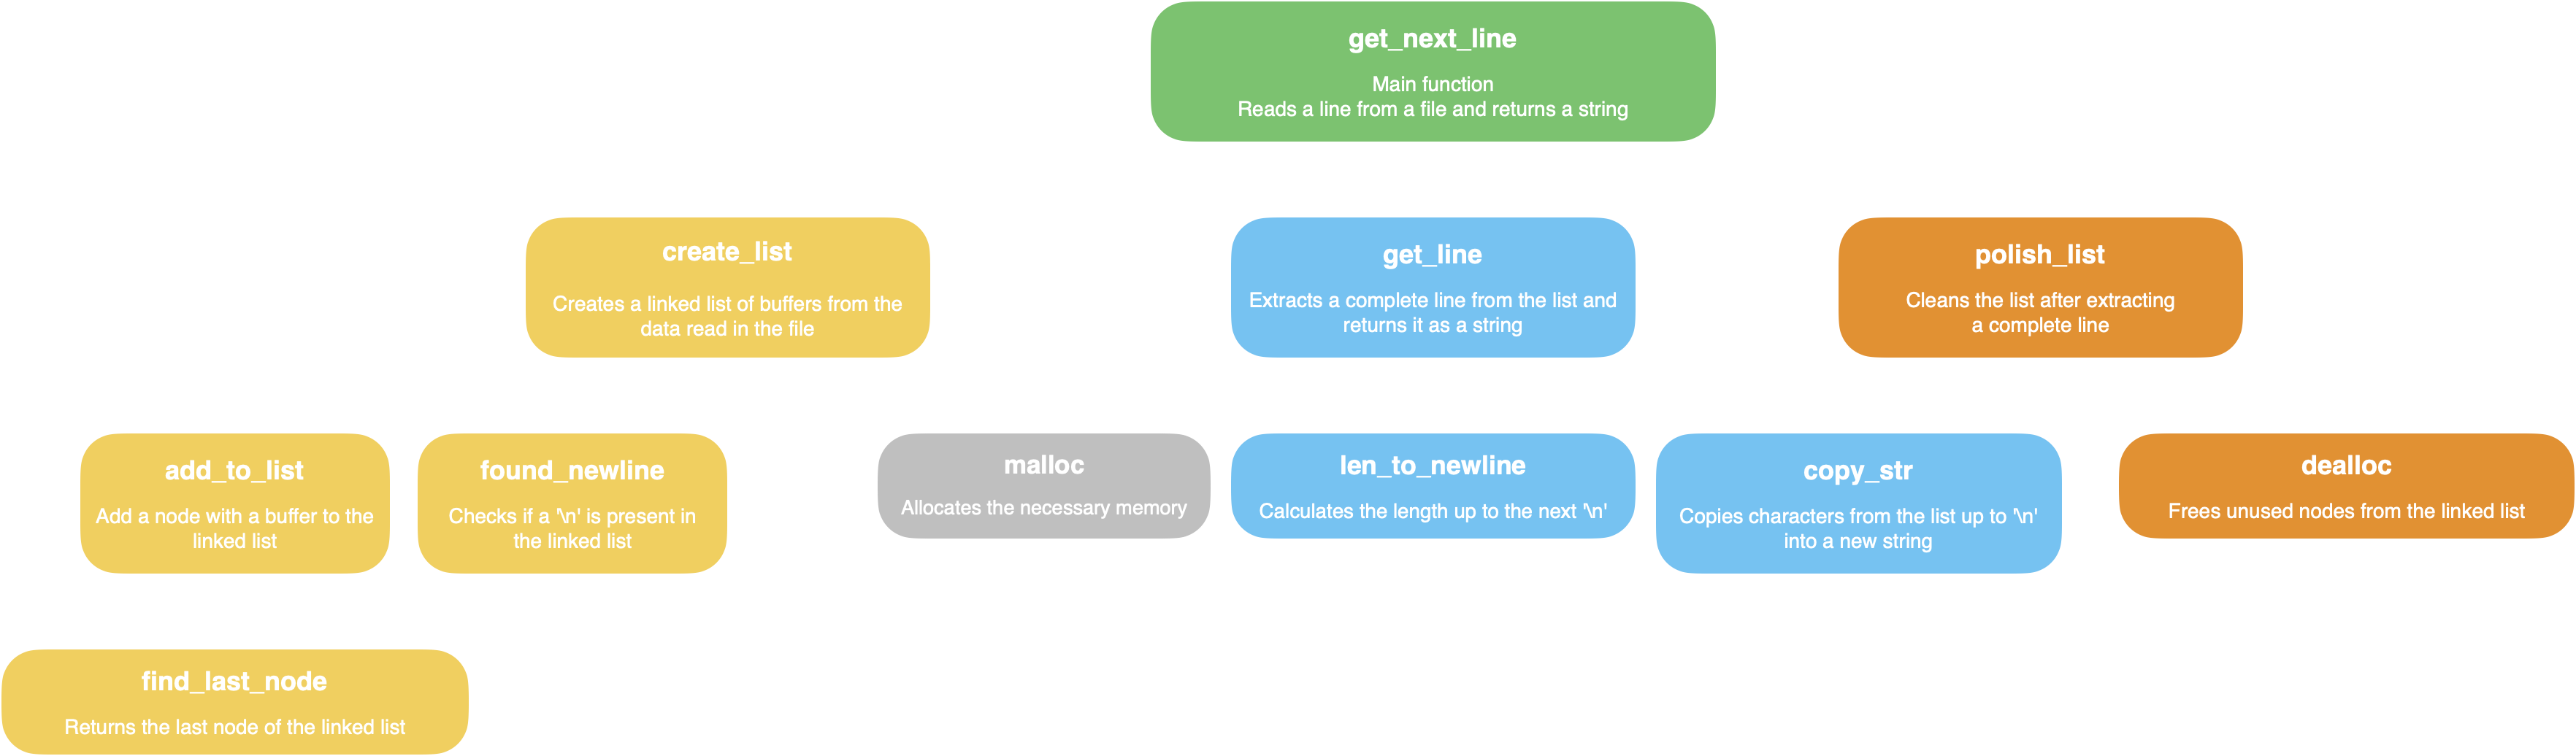 get_next_line
Main function
Reads a line from a file and returns a string
create_list
Creates a linked list of buffers from the
data read in the file
get_line
Extracts a complete line from the list and
returns it as a string
polish_list
Cleans the list after extracting
a complete line
add_to_list
Add a node with a buffer to the
linked list
found_newline
Checks if a '\n' is present in
the linked list
malloc
Allocates the necessary memory
len_to_newline
Calculates the length up to the next '\n'
copy_str
Copies characters from the list up to '\n'
into a new string
dealloc
Frees unused nodes from the linked list
find_last_node
Returns the last node of the linked list